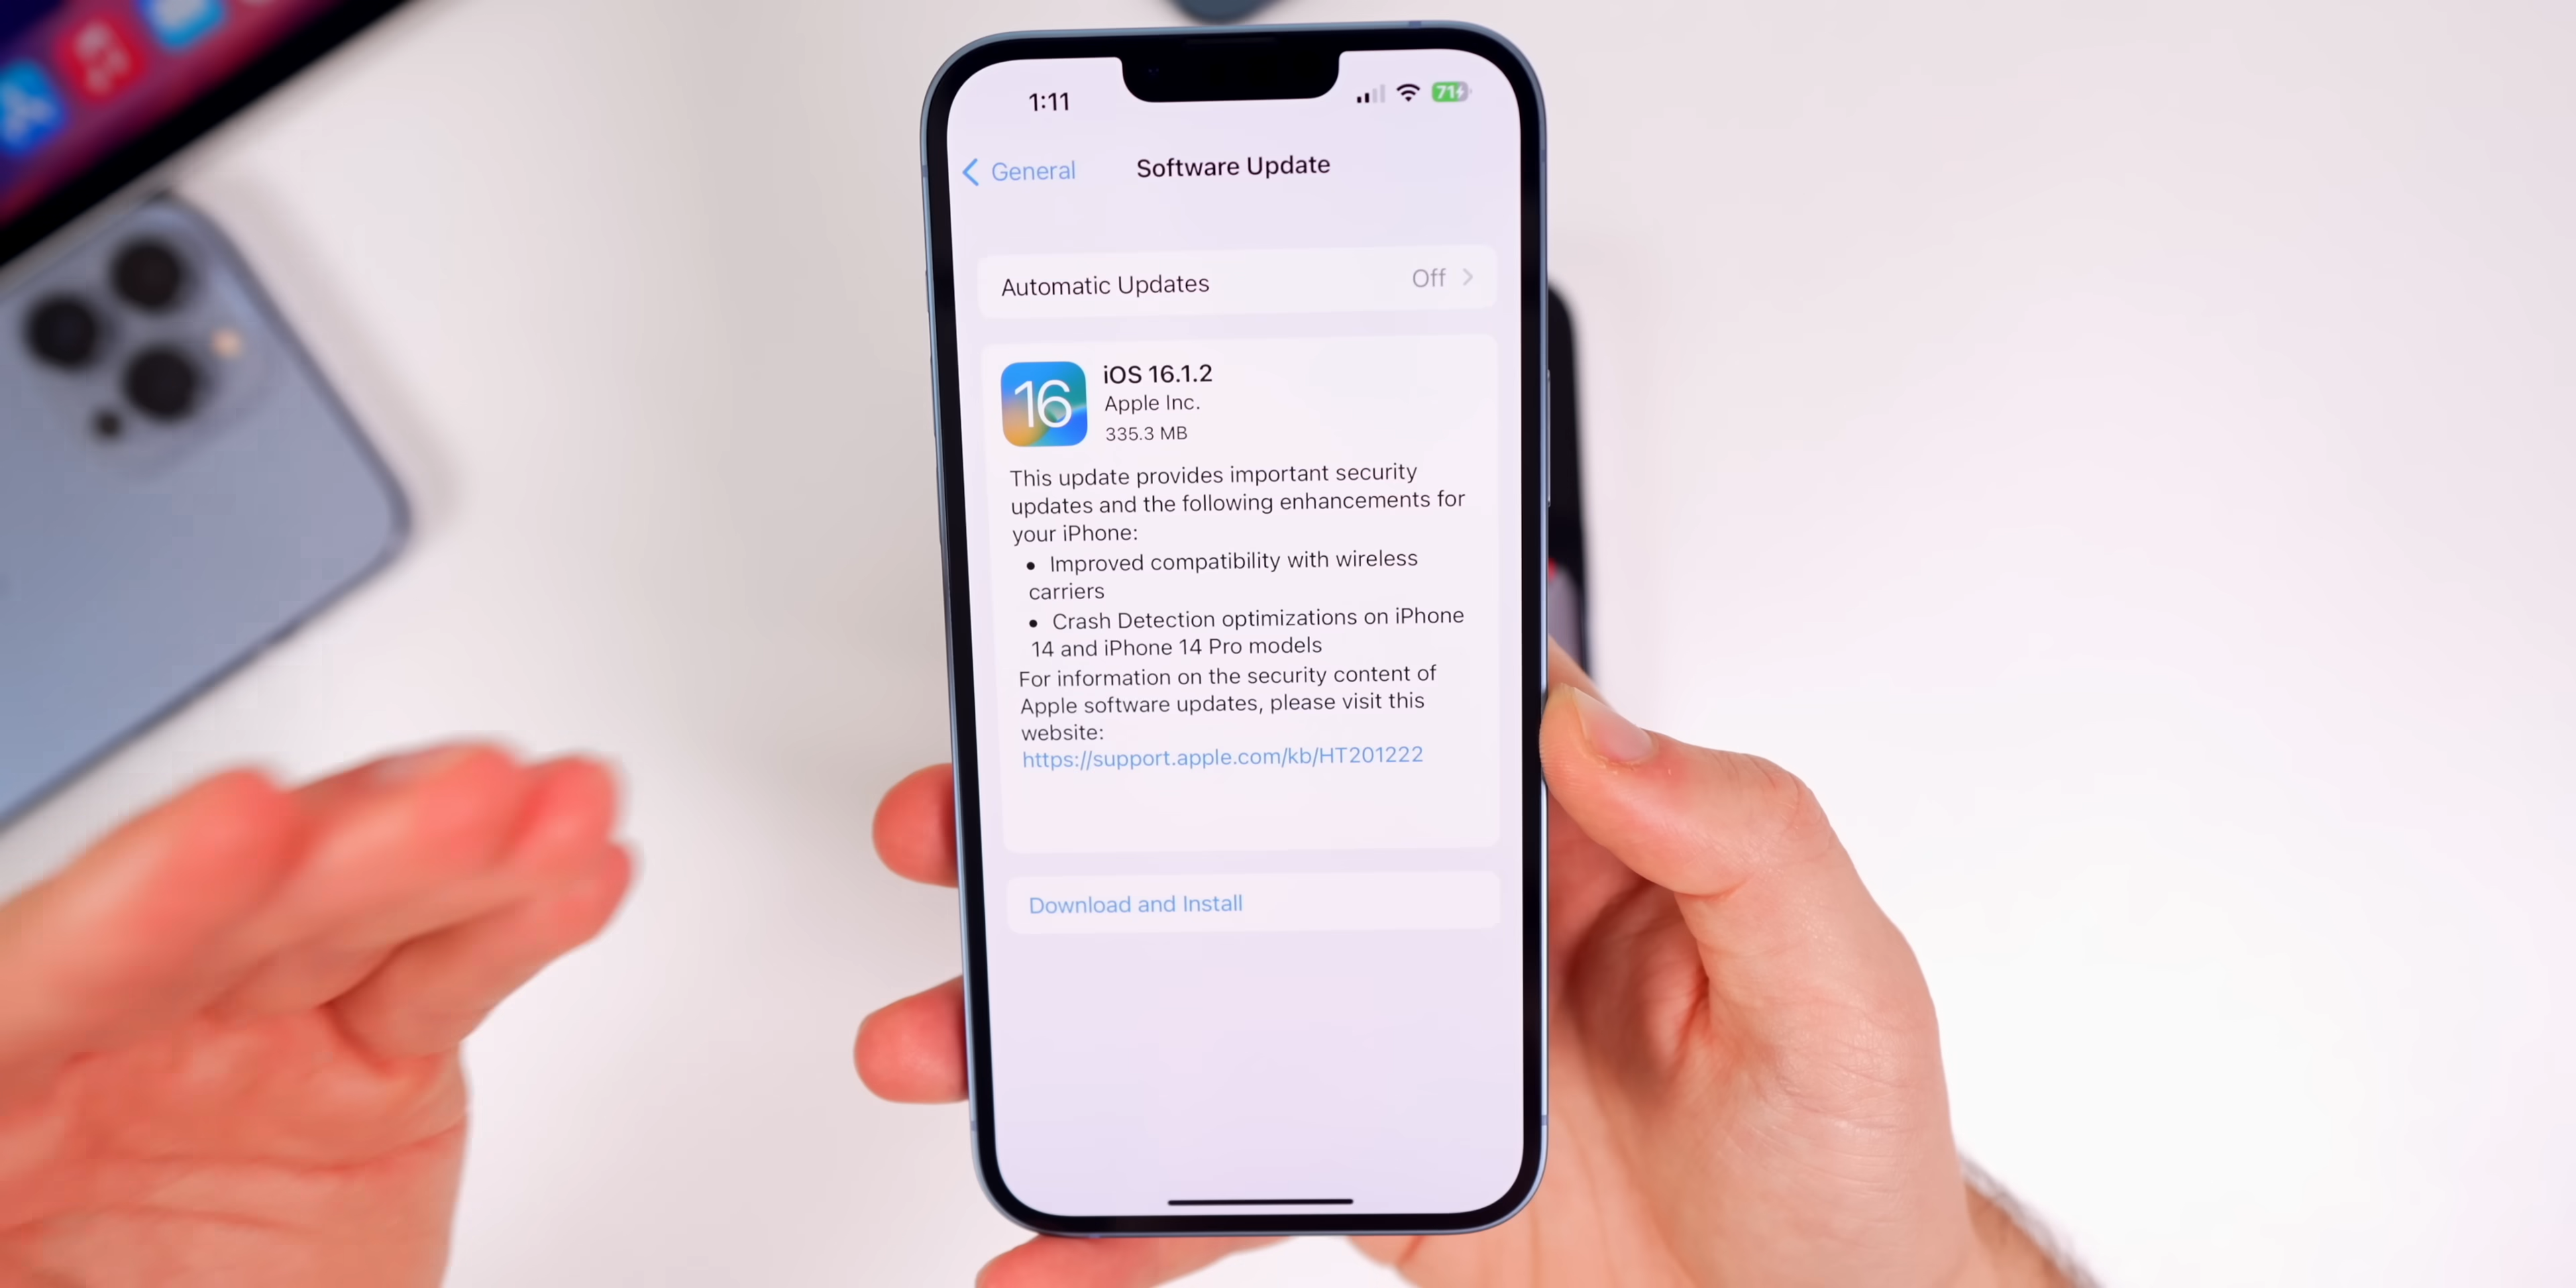 1:11
71
General
Software Update
Automatic Updates
Off
16
iOS 16.1.2
Apple Inc.
335.3 MB
This update provides important security
updates and the following enhancements for
your iPhone:
• Improved compatibility with wireless
carriers
• Crash Detection optimizations on iPhone
14 and iPhone 14 Pro models
For information on the security content of
Apple software updates, please visit this
website:
https://support.apple.com/kb/HT201222
Download and Install